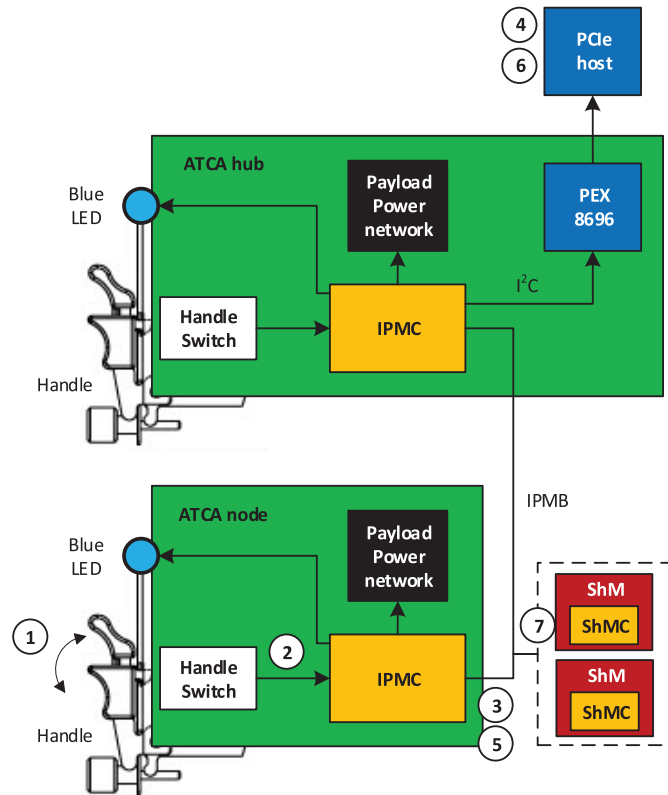 4
6
PCIe
host
ATCA hub
Blue
LED
Payload
Power
network
PEX
8696
I²C
Handle
Switch
IPMC
Handle
ATCA node
IPMB
Blue
LED
Payload
Power
network
ShM
7
ShMC
1
2
Handle
Switch
IPMC
ShM
ShMC
3
Handle
5